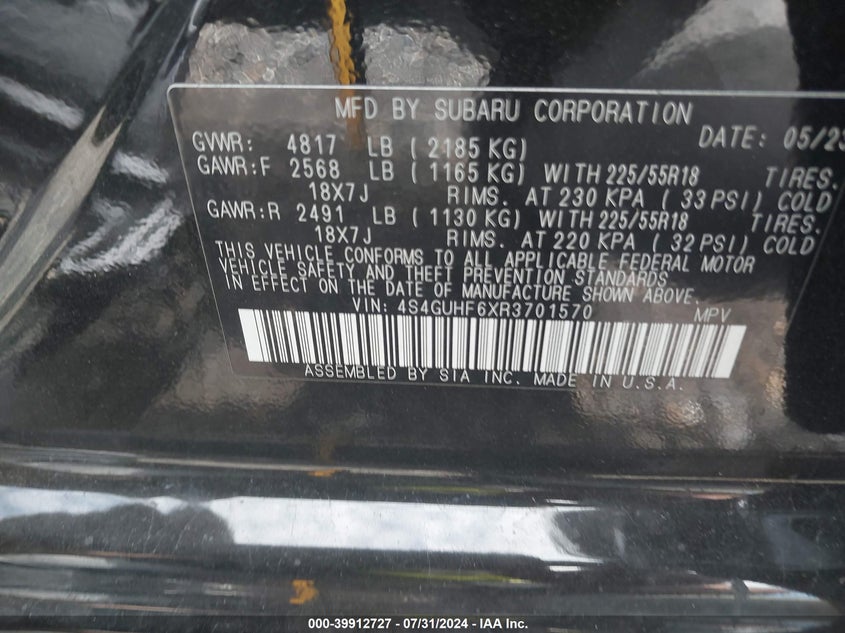 MFD BY SUBARU CORPORATION
DATE: 05/23
GVWR: 4817 LB ( 2185 KG)
GAWR:F 2568 LB ( 1165 KG) WITH 225/55R18 TIRES.
18X7J RIMS. AT 230 KPA ( 33 PSI) COLD
GAWR:R 2491 LB ( 1130 KG) WITH 225/55R18 TIRES.
18X7J RIMS. AT 220 KPA ( 32 PSI) COLD
THIS VEHICLE CONFORMS TO ALL APPLICABLE FEDERAL MOTOR
VEHICLE SAFETY AND THEFT PREVENTION STANDARDS
IN EFFECT ON THE DATE OF MANUFACTURE SHOWN ABOVE.
VIN: 4S4GUHF6XR3701570 MPV
ASSEMBLED BY SIA INC. MADE IN U.S.A.
000-39912727 - 07/31/2024 - IAA Inc.